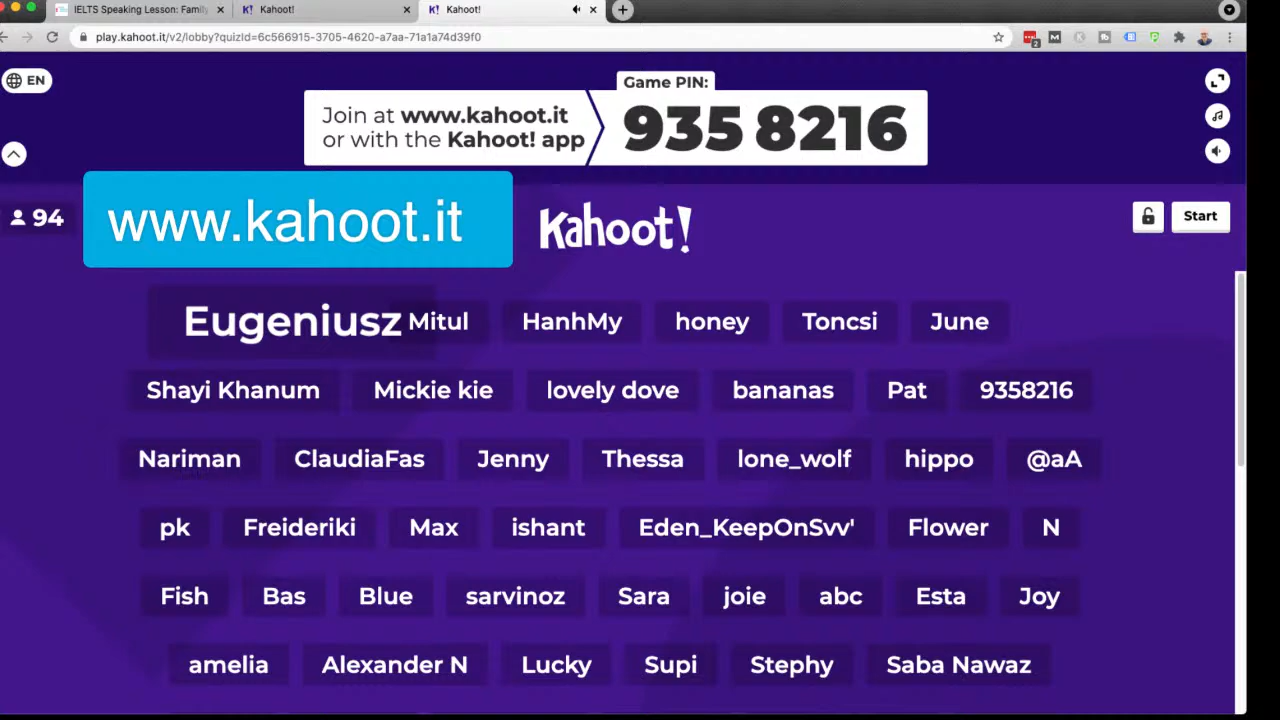 IELTS Speaking Lesson: Family
Kahoot!
Kahoot!
play.kahoot.it/v2/lobby?quizId=6c566915-3705-4620-a7aa-71a1a74d39f0
2
EN
Game PIN:
Join at www.kahoot.it
or with the Kahoot! app
935 8216
94
www.kahoot.it
Kahoot!
Start
Eugeniusz Mitul HanhMy honey Toncsi June
Shayi Khanum Mickie kie lovely dove bananas Pat 9358216
Nariman ClaudiaFas Jenny Thessa lone_wolf hippo @aA
pk Freideriki Max ishant Eden_KeepOnSvv' Flower N
Fish Bas Blue sarvinoz Sara joie abc Esta Joy
amelia Alexander N Lucky Supi Stephy Saba Nawaz